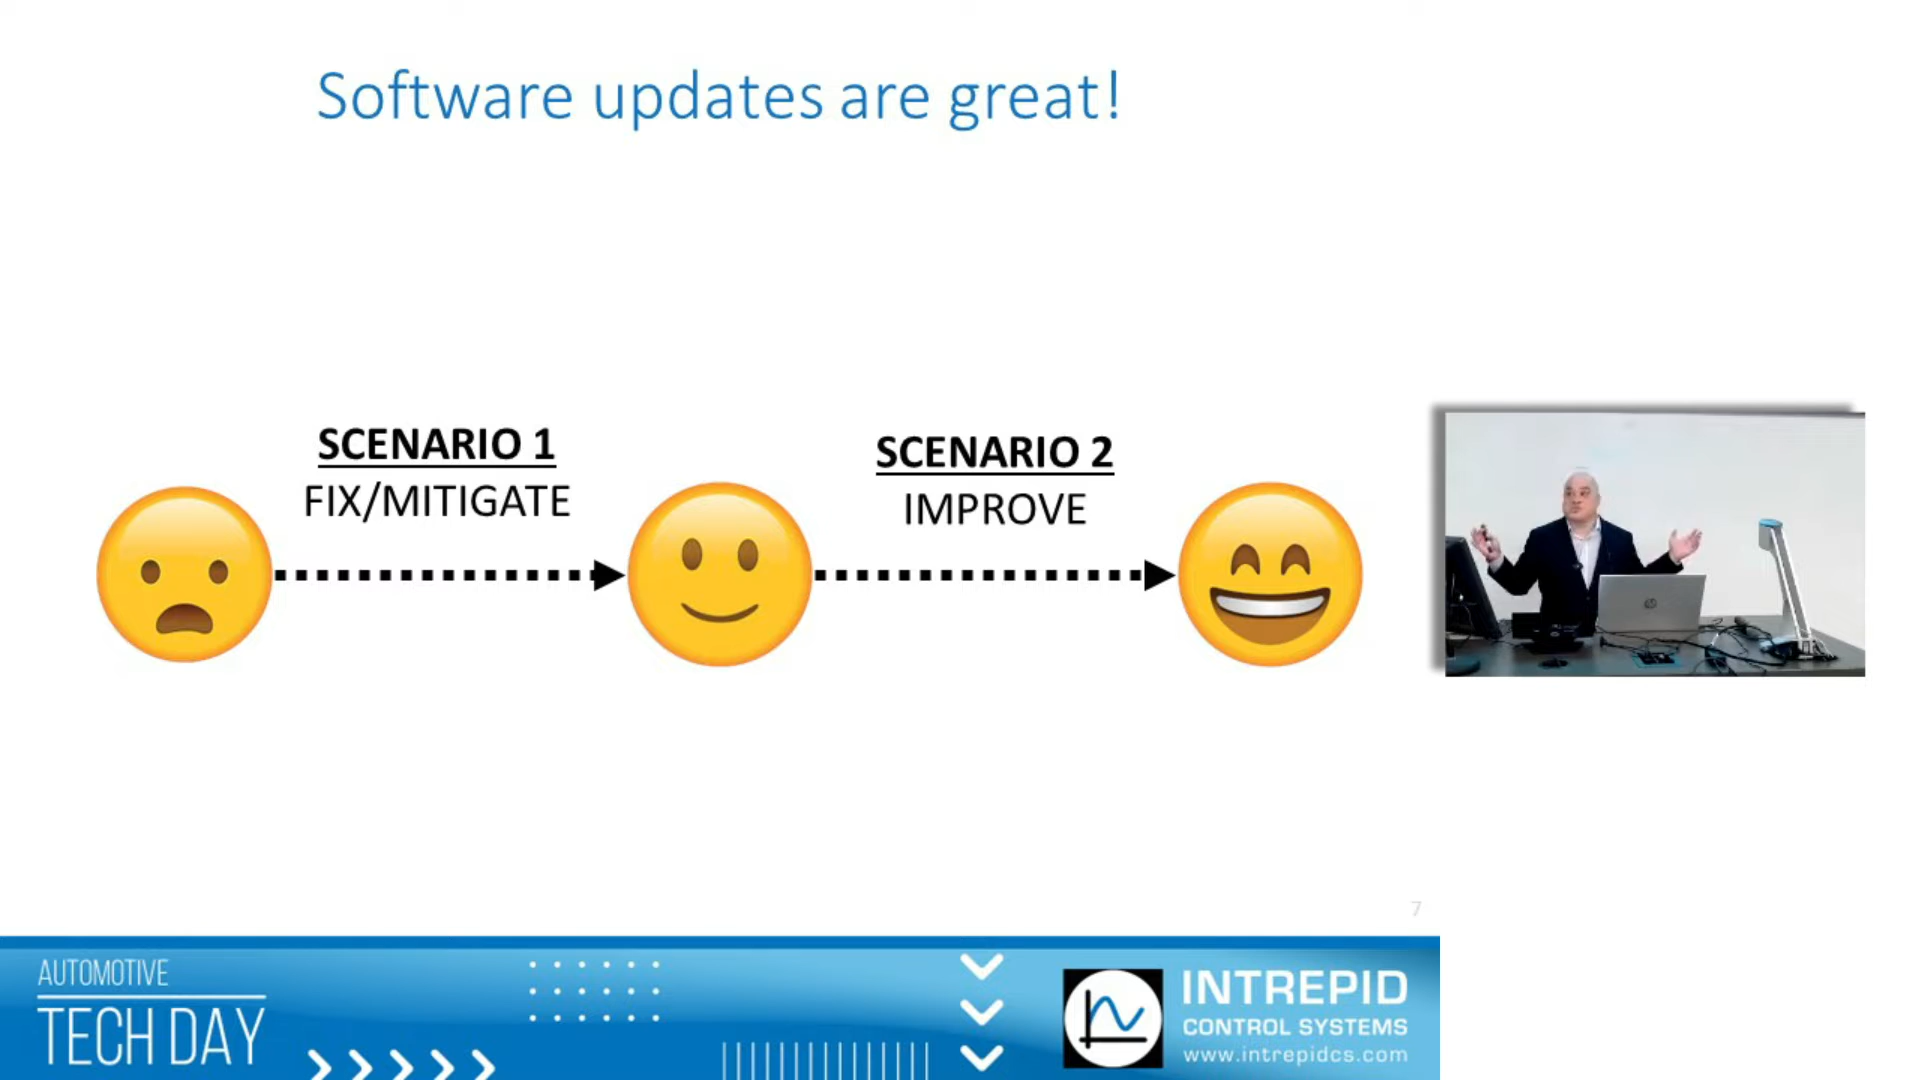 Software updates are great!
SCENARIO 1
FIX/MITIGATE
SCENARIO 2
IMPROVE
7
AUTOMOTIVE
TECH DAY
INTREPID
CONTROL SYSTEMS
www.intrepidcs.com